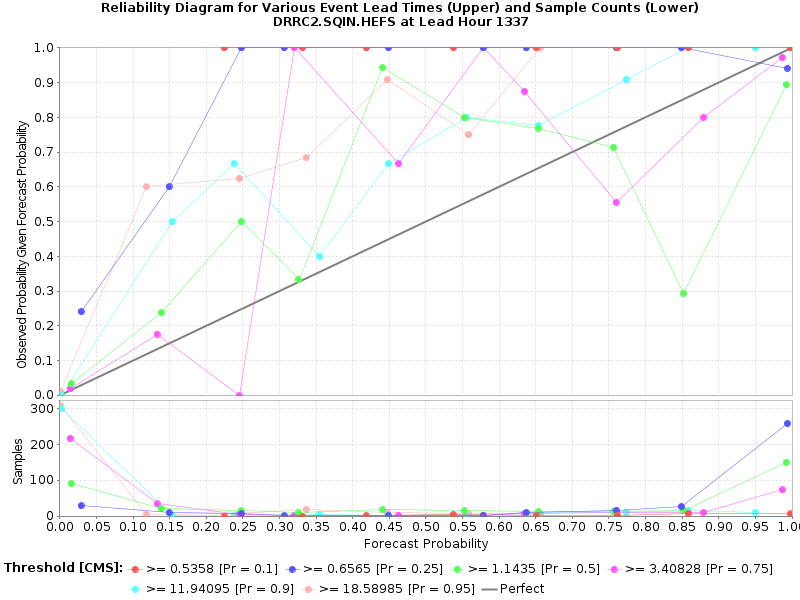 Reliability Diagram for Various Event Lead Times (Upper) and Sample Counts (Lower)
DRRC2.SQIN.HEFS at Lead Hour 1337
Observed Probability Given Forecast Probability
1.0
0.9
0.8
0.7
0.6
0.5
0.4
0.3
0.2
0.1
0.0
Samples
300
200
100
0
0.00 0.05 0.10 0.15 0.20 0.25 0.30 0.35 0.40 0.45 0.50 0.55 0.60 0.65 0.70 0.75 0.80 0.85 0.90 0.95 1.00
Forecast Probability
Threshold [CMS]: >= 0.5358 [Pr = 0.1] >= 0.6565 [Pr = 0.25] >= 1.1435 [Pr = 0.5] >= 3.40828 [Pr = 0.75]
>= 11.94095 [Pr = 0.9] >= 18.58985 [Pr = 0.95] Perfect